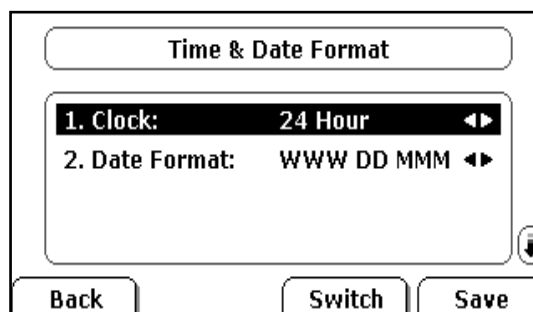 Time & Date Format
1. Clock: 24 Hour
2. Date Format: WWW DD MMM
Back Switch Save